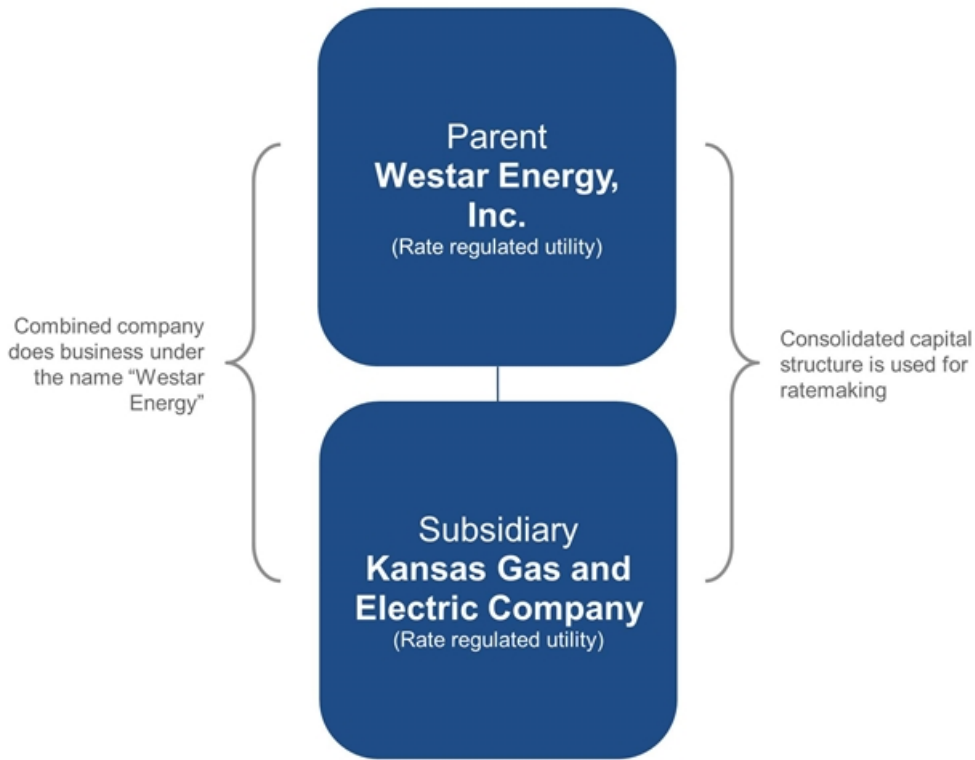 Parent
Westar Energy,
Inc.
(Rate regulated utility)
Combined company
does business under
the name “Westar
Energy”
Consolidated capital
structure is used for
ratemaking
Subsidiary
Kansas Gas and
Electric Company
(Rate regulated utility)